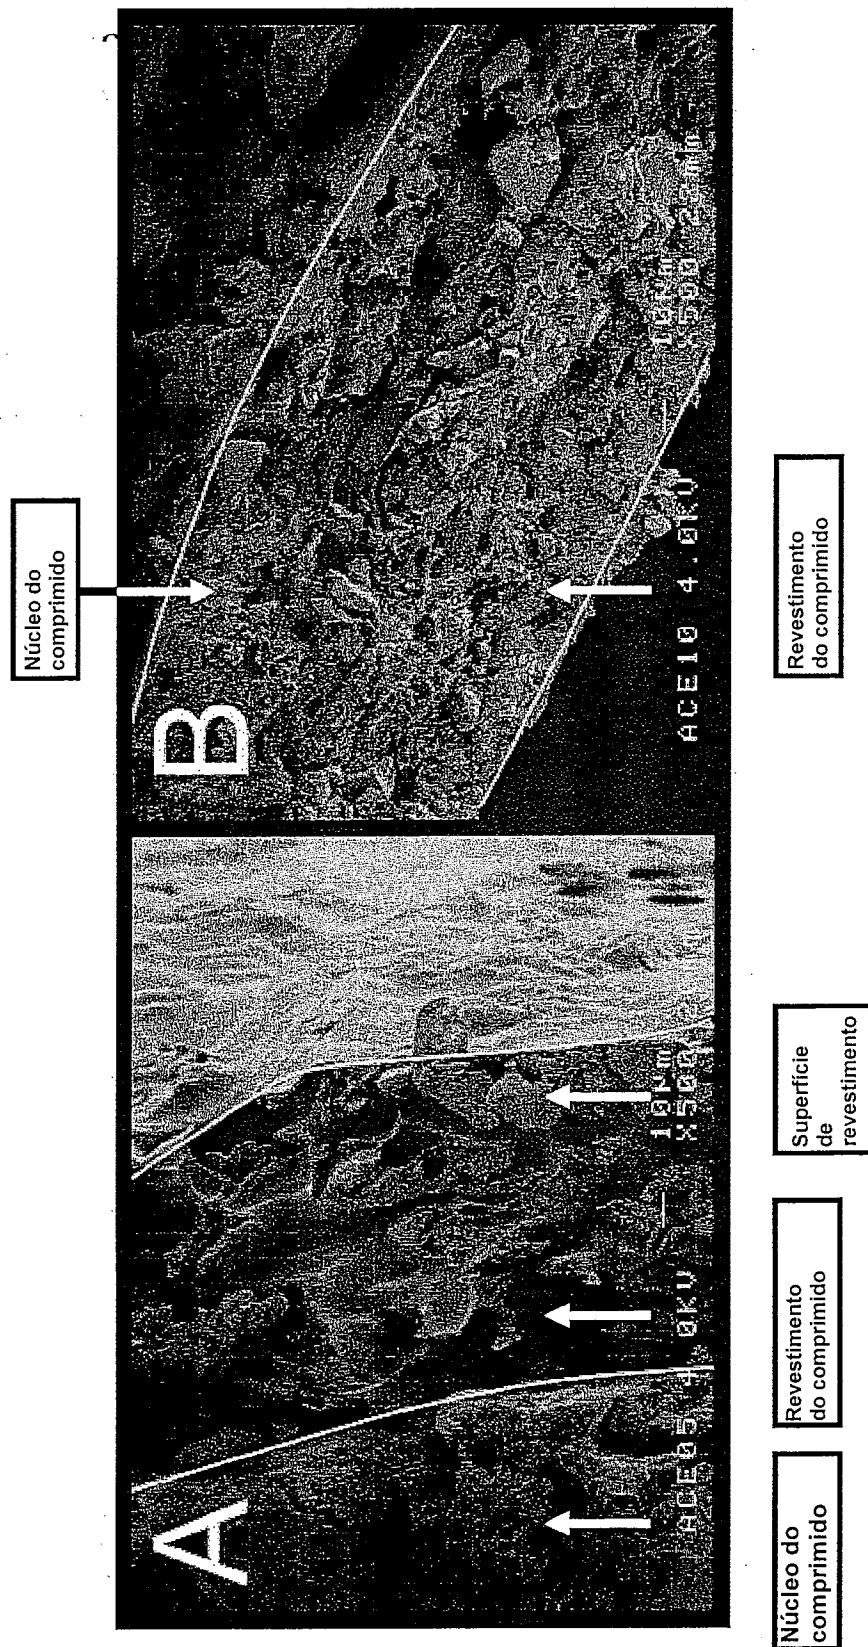 Núcleo do
comprimido
A
B
ACE05 4.0KV
10µm
X500
ACE10 4.0KV
10µm
X500
Núcleo do
comprimido
Revestimento
do comprimido
Superfície
de
revestimento
Revestimento
do comprimido